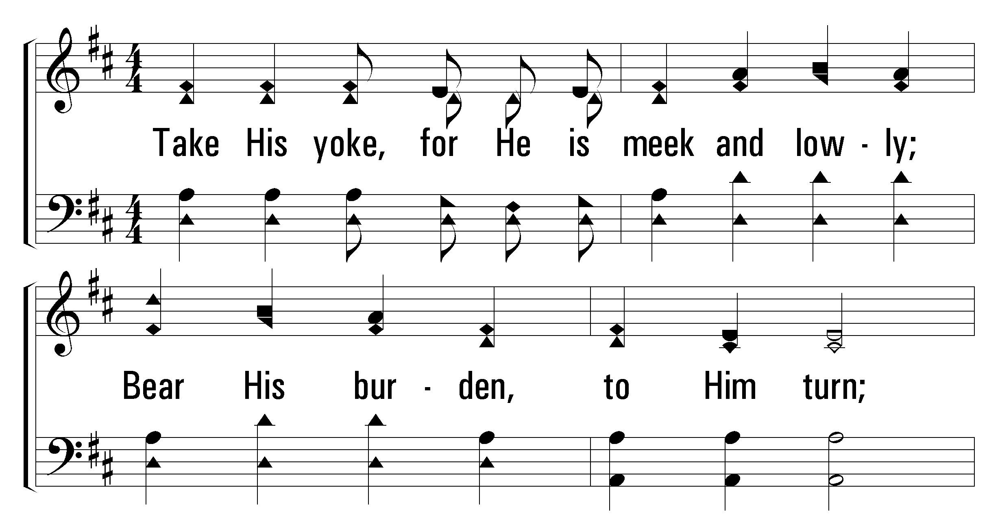 Take His yoke, for He is meek and low - ly;
Bear His bur - den, to Him turn;